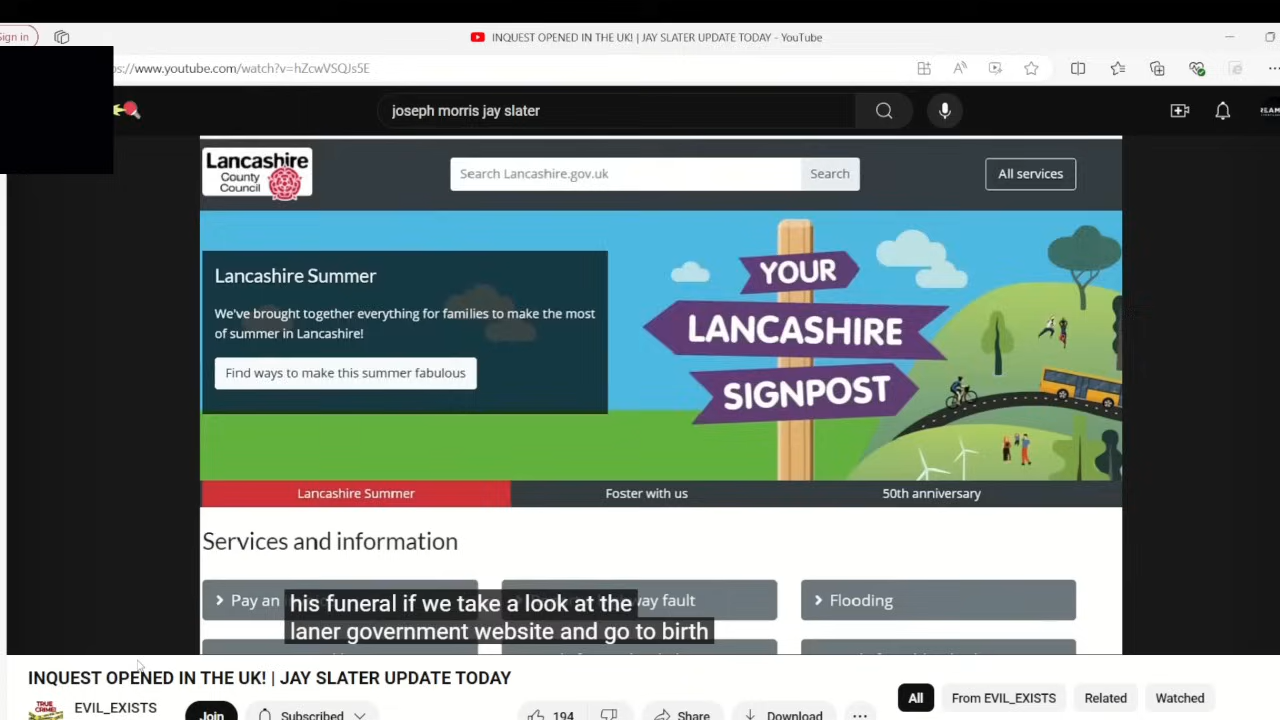 Sign in
INQUEST OPENED IN THE UK! | JAY SLATER UPDATE TODAY - YouTube
ps://www.youtube.com/watch?v=hZcwVSQJs5E
joseph morris jay slater
Lancashire
County
Council
Search Lancashire.gov.uk
Search
All services
Lancashire Summer
We've brought together everything for families to make the most
of summer in Lancashire!
Find ways to make this summer fabulous
YOUR
LANCASHIRE
SIGNPOST
Lancashire Summer
Foster with us
50th anniversary
Services and information
Pay an
way fault
Flooding
his funeral if we take a look at the
laner government website and go to birth
INQUEST OPENED IN THE UK! | JAY SLATER UPDATE TODAY
TRUE
CRIME
EVIL_EXISTS
Join
Subscribed
194
Share
Download
All
From EVIL_EXISTS
Related
Watched